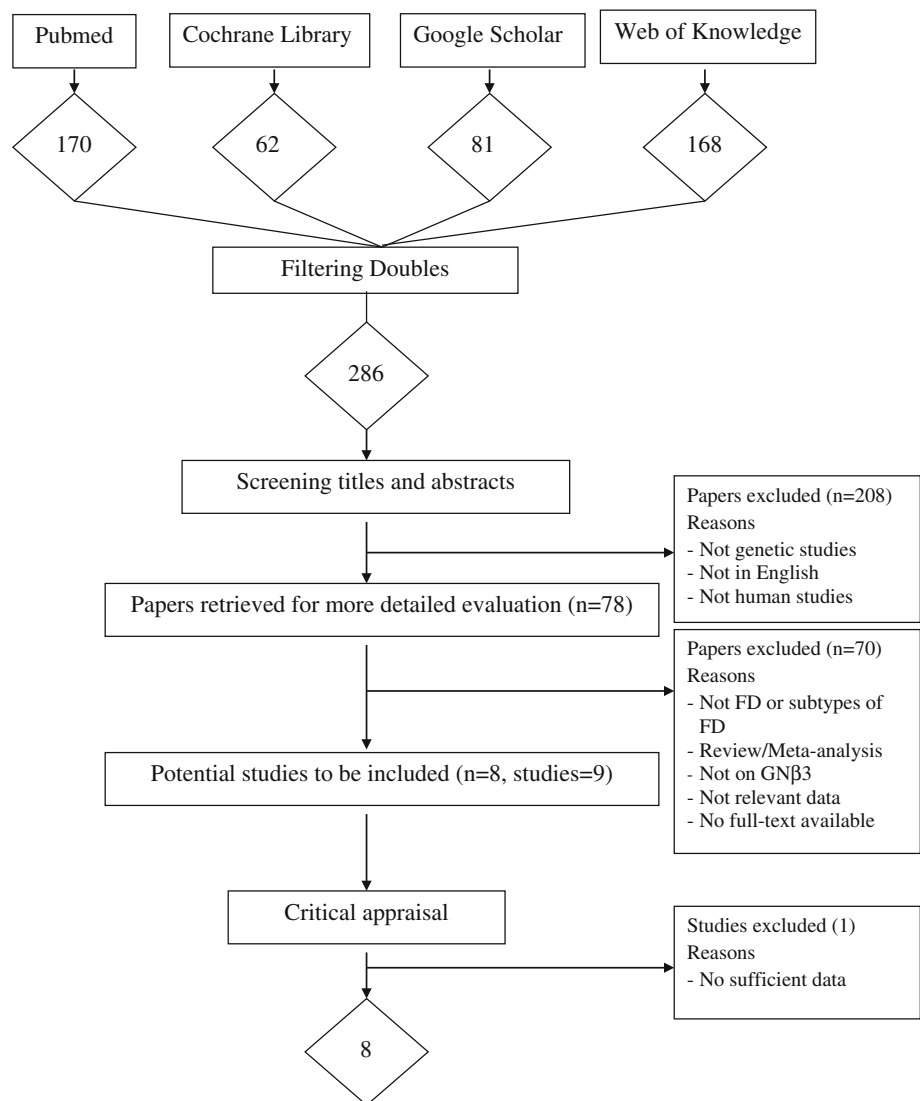 Pubmed
Cochrane Library
Google Scholar
Web of Knowledge
170
62
81
168
Filtering Doubles
286
Screening titles and abstracts
Papers excluded (n=208)
Reasons
- Not genetic studies
- Not in English
- Not human studies
Papers retrieved for more detailed evaluation (n=78)
Papers excluded (n=70)
Reasons
- Not FD or subtypes of
FD
- Review/Meta-analysis
- Not on GNβ3
- Not relevant data
- No full-text available
Potential studies to be included (n=8, studies=9)
Critical appraisal
Studies excluded (1)
Reasons
- No sufficient data
8